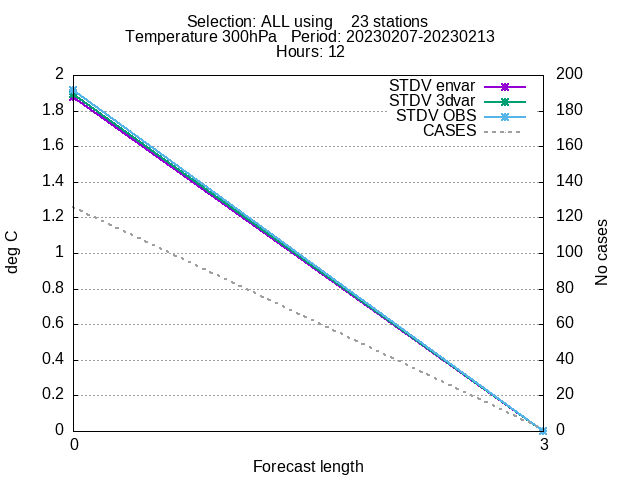 Selection: ALL using    23 stations
Temperature 300hPa   Period: 20230207-20230213
Hours: 12
STDV envar
STDV 3dvar
STDV OBS
CASES
2
1.8
1.6
1.4
1.2
1
0.8
0.6
0.4
0.2
0
200
180
160
140
120
100
80
60
40
20
0
deg C
No cases
0
3
Forecast length